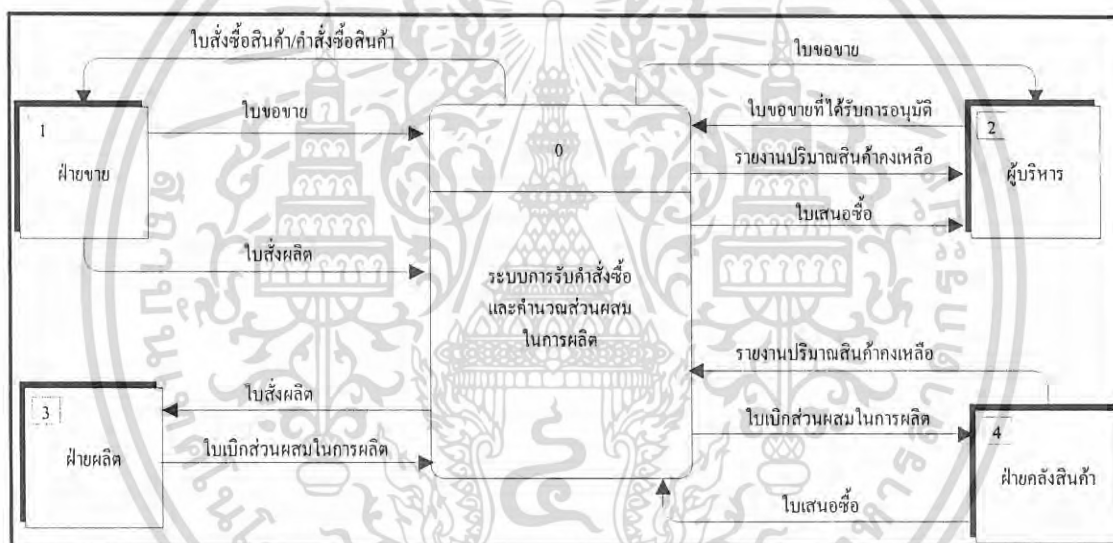 ใบสั่งซื้อสินค้า/คำสั่งซื้อสินค้า
ใบขอขาย
1
ฝ่ายขาย
ใบขอขาย
ใบสั่งผลิต
0
ระบบการรับคำสั่งซื้อ
และคำนวณส่วนผสม
ในการผลิต
ใบขอขายที่ได้รับการอนุมัติ
รายงานปริมาณสินค้าคงเหลือ
ใบเสนอซื้อ
2
ผู้บริหาร
3
ฝ่ายผลิต
ใบสั่งผลิต
ใบเบิกส่วนผสมในการผลิต
รายงานปริมาณสินค้าคงเหลือ
ใบเบิกส่วนผสมในการผลิต
ใบเสนอซื้อ
4
ฝ่ายคลังสินค้า